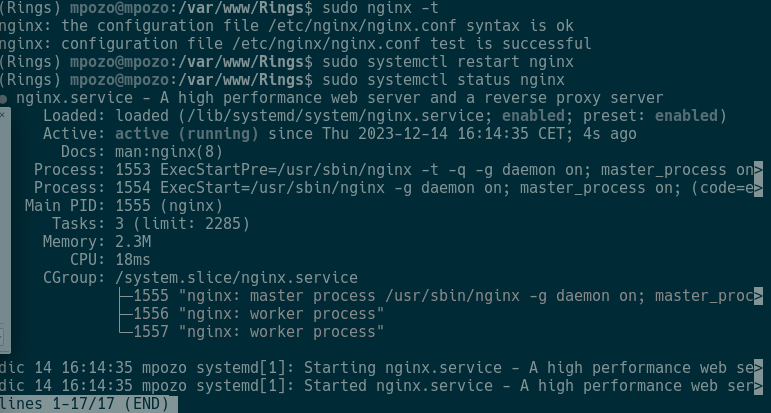 (Rings) mpozo@mpozo:/var/www/Rings$ sudo nginx -t
nginx: the configuration file /etc/nginx/nginx.conf syntax is ok
nginx: configuration file /etc/nginx/nginx.conf test is successful
(Rings) mpozo@mpozo:/var/www/Rings$ sudo systemctl restart nginx
(Rings) mpozo@mpozo:/var/www/Rings$ sudo systemctl status nginx
● nginx.service - A high performance web server and a reverse proxy server
Loaded: loaded (/lib/systemd/system/nginx.service; enabled; preset: enabled)
Active: active (running) since Thu 2023-12-14 16:14:35 CET; 4s ago
Docs: man:nginx(8)
Process: 1553 ExecStartPre=/usr/sbin/nginx -t -q -g daemon on; master_process on>
Process: 1554 ExecStart=/usr/sbin/nginx -g daemon on; master_process on; (code=e>
Main PID: 1555 (nginx)
Tasks: 3 (limit: 2285)
Memory: 2.3M
CPU: 18ms
CGroup: /system.slice/nginx.service
├─1555 "nginx: master process /usr/sbin/nginx -g daemon on; master_proc>
├─1556 "nginx: worker process"
└─1557 "nginx: worker process"
dic 14 16:14:35 mpozo systemd[1]: Starting nginx.service - A high performance web se>
dic 14 16:14:35 mpozo systemd[1]: Started nginx.service - A high performance web ser>
lines 1-17/17 (END)